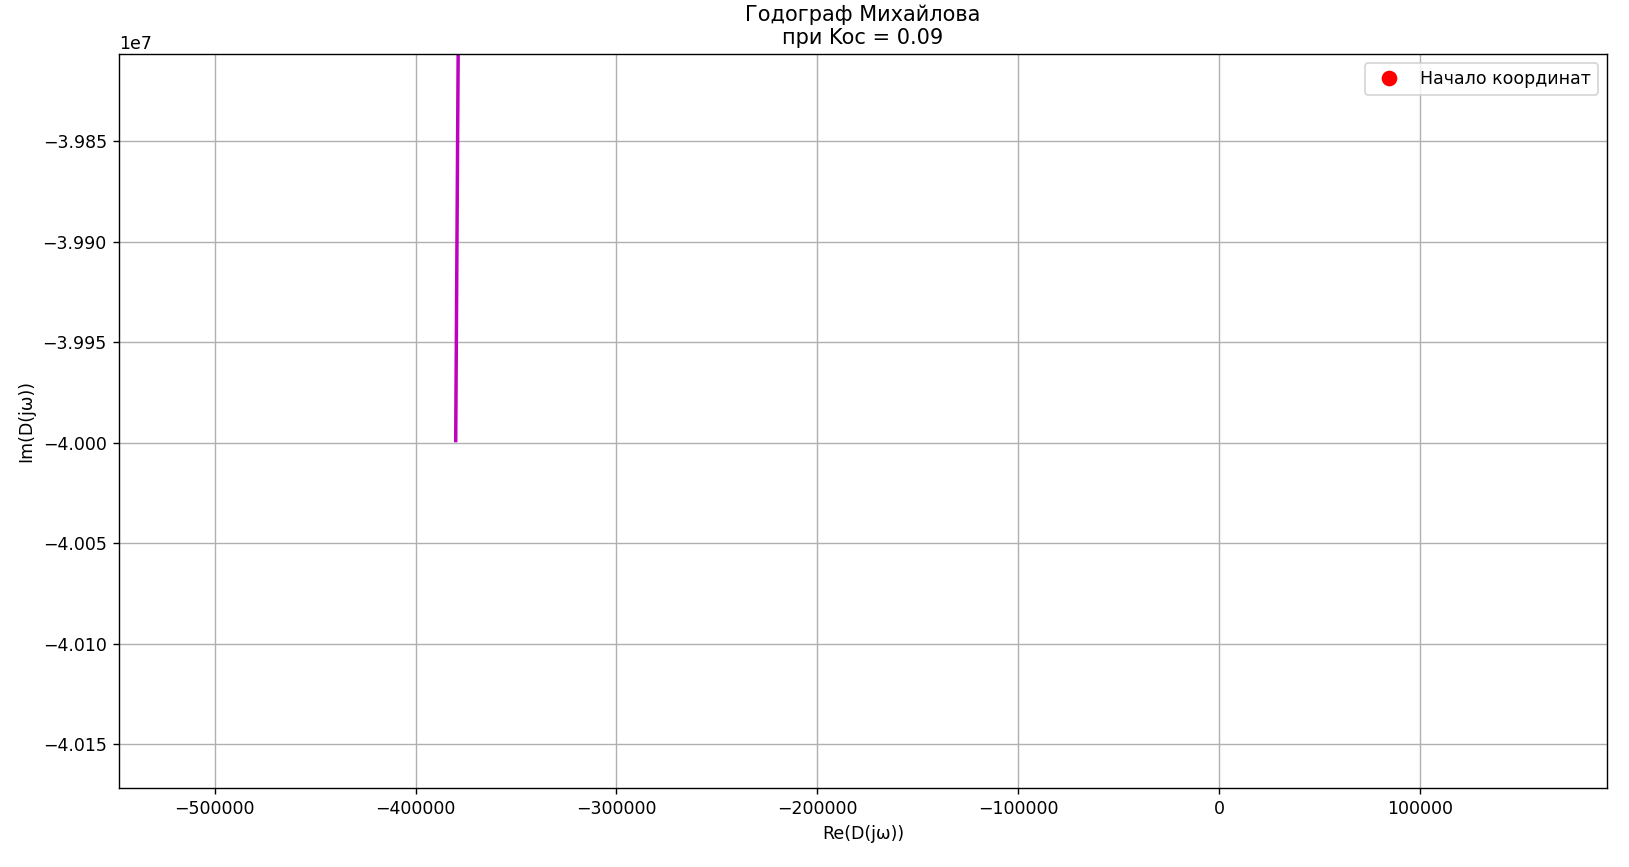 Годограф Михайлова
при Кос = 0.09
1e7
Начало координат
−3.985
−3.990
−3.995
−4.000
−4.005
−4.010
−4.015
Im(D(jω))
−500000 −400000 −300000 −200000 −100000 0 100000
Re(D(jω))